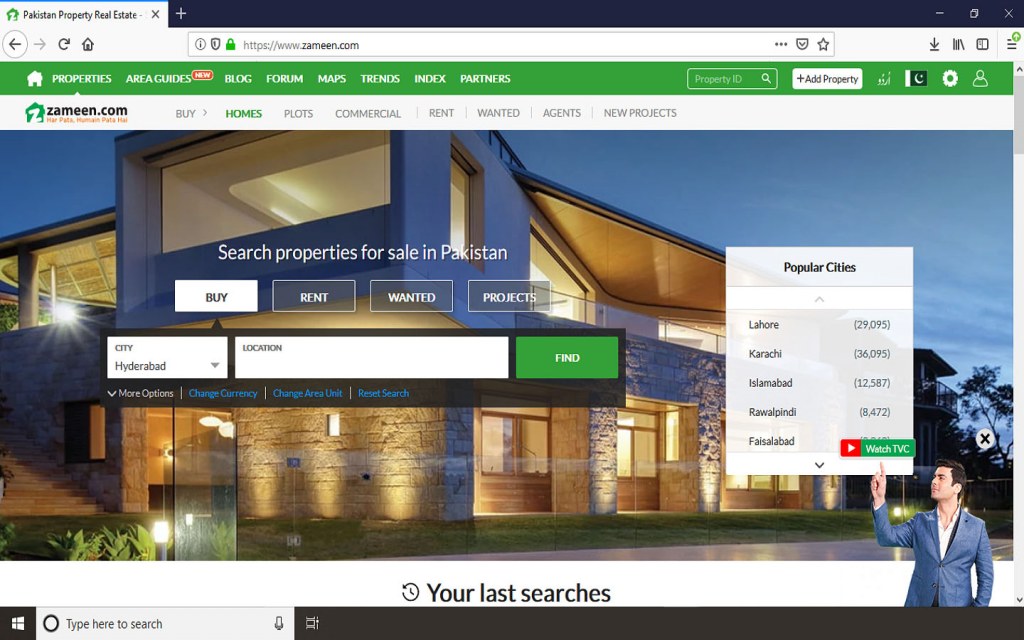 Pakistan Property Real Estate -
https://www.zameen.com
PROPERTIES AREA GUIDES NEW BLOG FORUM MAPS TRENDS INDEX PARTNERS
Property ID
+Add Property
اردو
zameen.com
Har Pata, Humain Pata Hai
BUY HOMES PLOTS COMMERCIAL RENT WANTED AGENTS NEW PROJECTS
Search properties for sale in Pakistan
BUY RENT WANTED PROJECTS
CITY
Hyderabad
LOCATION
FIND
More Options Change Currency Change Area Unit Reset Search
Popular Cities
Lahore (29,095)
Karachi (36,095)
Islamabad (12,587)
Rawalpindi (8,472)
Faisalabad
Watch TVC
Your last searches
Type here to search